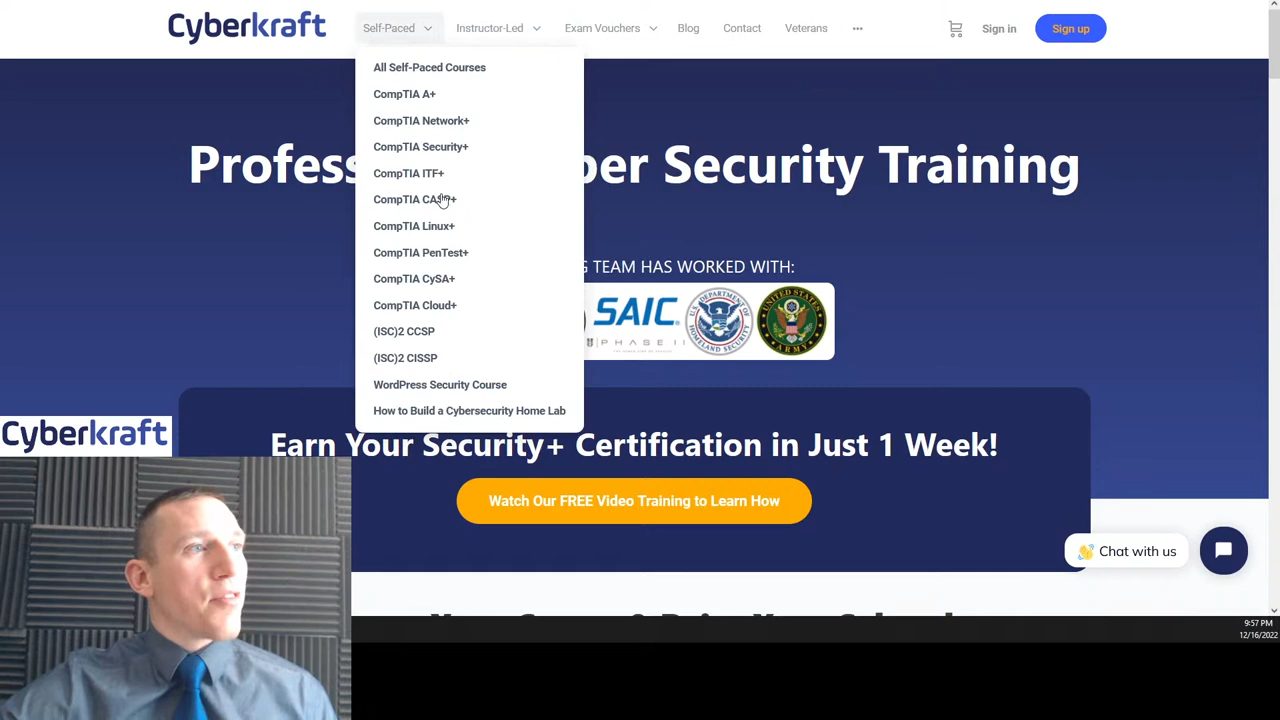 Cyberkraft
Self-Paced
Instructor-Led
Exam Vouchers
Blog
Contact
Veterans
Sign in
Sign up
All Self-Paced Courses
CompTIA A+
CompTIA Network+
CompTIA Security+
CompTIA ITF+
CompTIA CASP+
CompTIA Linux+
CompTIA PenTest+
CompTIA CySA+
CompTIA Cloud+
(ISC)2 CCSP
(ISC)2 CISSP
WordPress Security Course
How to Build a Cybersecurity Home Lab
Security Training
TEAM HAS WORKED WITH:
SAIC
PHASE II
Cyberkraft
Earn Your Security+ Certification in Just 1 Week!
Watch Our FREE Video Training to Learn How
Chat with us
9:57 PM
12/16/2022